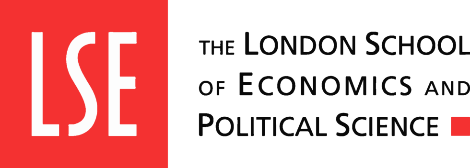 LSE
THE LONDON SCHOOL
OF ECONOMICS AND
POLITICAL SCIENCE